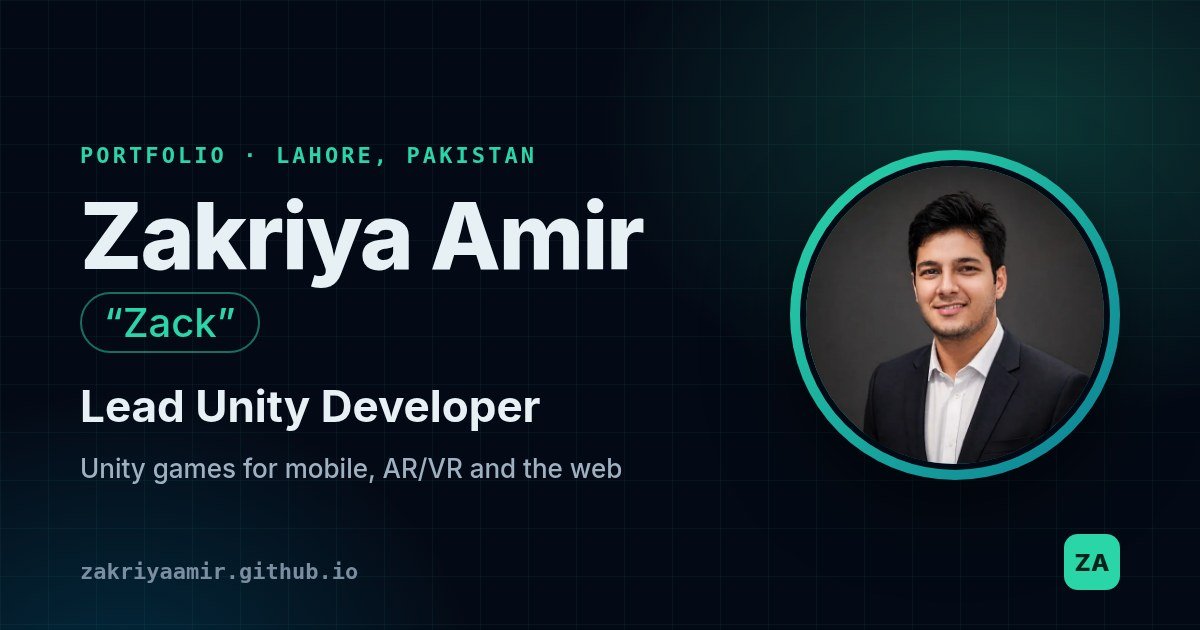 PORTFOLIO · LAHORE, PAKISTAN
Zakriya Amir
“Zack”
Lead Unity Developer
Unity games for mobile, AR/VR and the web
zakriyaamir.github.io
ZA